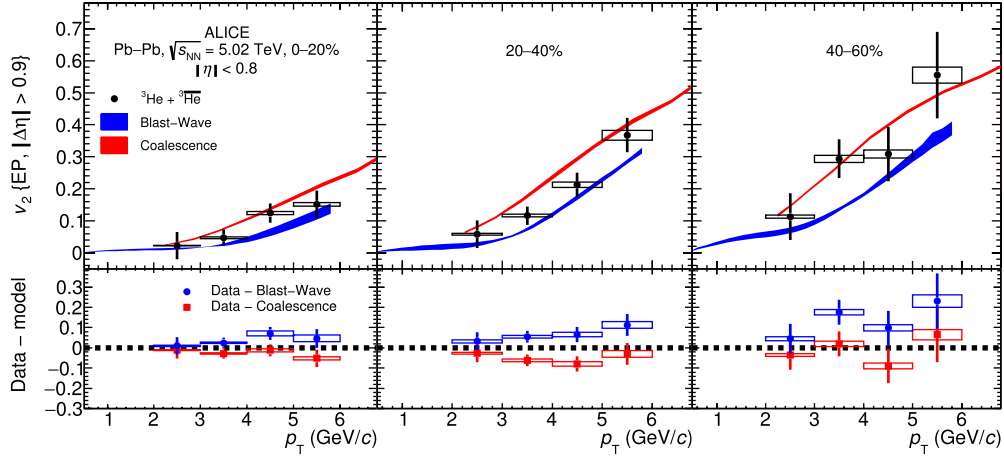 ALICE
Pb–Pb, √sNN = 5.02 TeV, 0–20%
|η| < 0.8
³He + ³H̅e̅
Blast–Wave
Coalescence
20–40%
40–60%
v₂ {EP, |Δη| > 0.9}
0.7
0.6
0.5
0.4
0.3
0.2
0.1
0
Data – Blast–Wave
Data – Coalescence
Data – model
0.3
0.2
0.1
0
−0.1
−0.2
−0.3
1 2 3 4 5 6
1 2 3 4 5 6
1 2 3 4 5 6
pT (GeV/c)
pT (GeV/c)
pT (GeV/c)